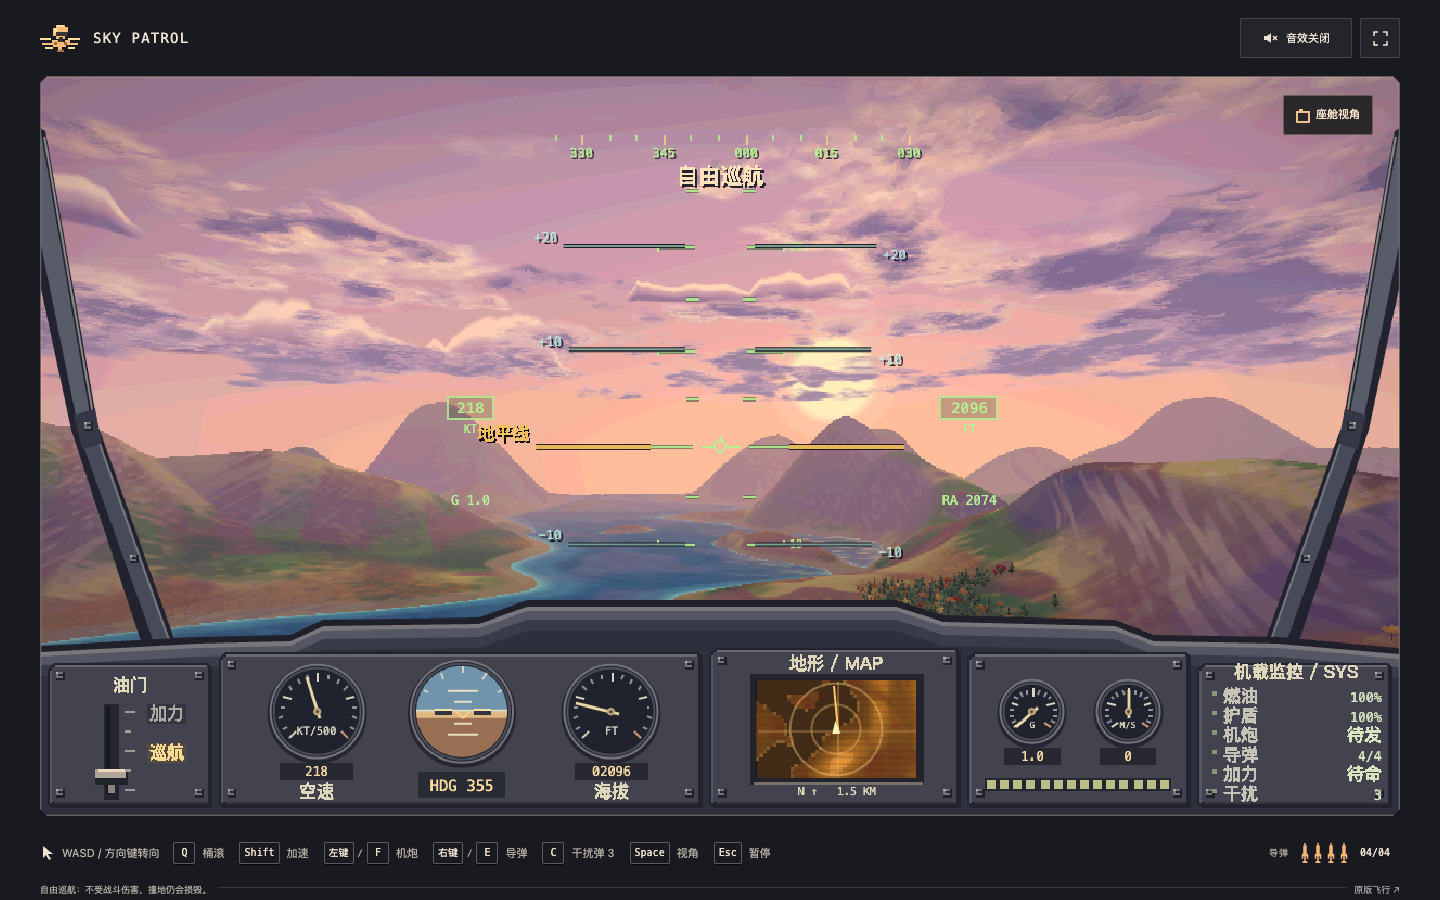 SKY PATROL
音效关闭
座舱视角
330 345 000 015 030
自由巡航
+20 +20
+10 +10
218 2096
KT FT
地平线
G 1.0 RA 2074
-10 -10
油门
加力
巡航
KT/500
218
空速
HDG 355
FT
02096
海拔
地形 / MAP
N ↑ 1.5 KM
G
1.0
M/S
0
机载监控 / SYS
燃油 100%
护盾 100%
机炮 待发
导弹 4/4
加力 待命
干扰 3
WASD / 方向键转向 Q 桶滚 Shift 加速 左键 / F 机炮 右键 / E 导弹 C 干扰弹 3 Space 视角 Esc 暂停
导弹 04/04
自由巡航：不受战斗伤害，撞地仍会损毁。
原版飞行 ↗